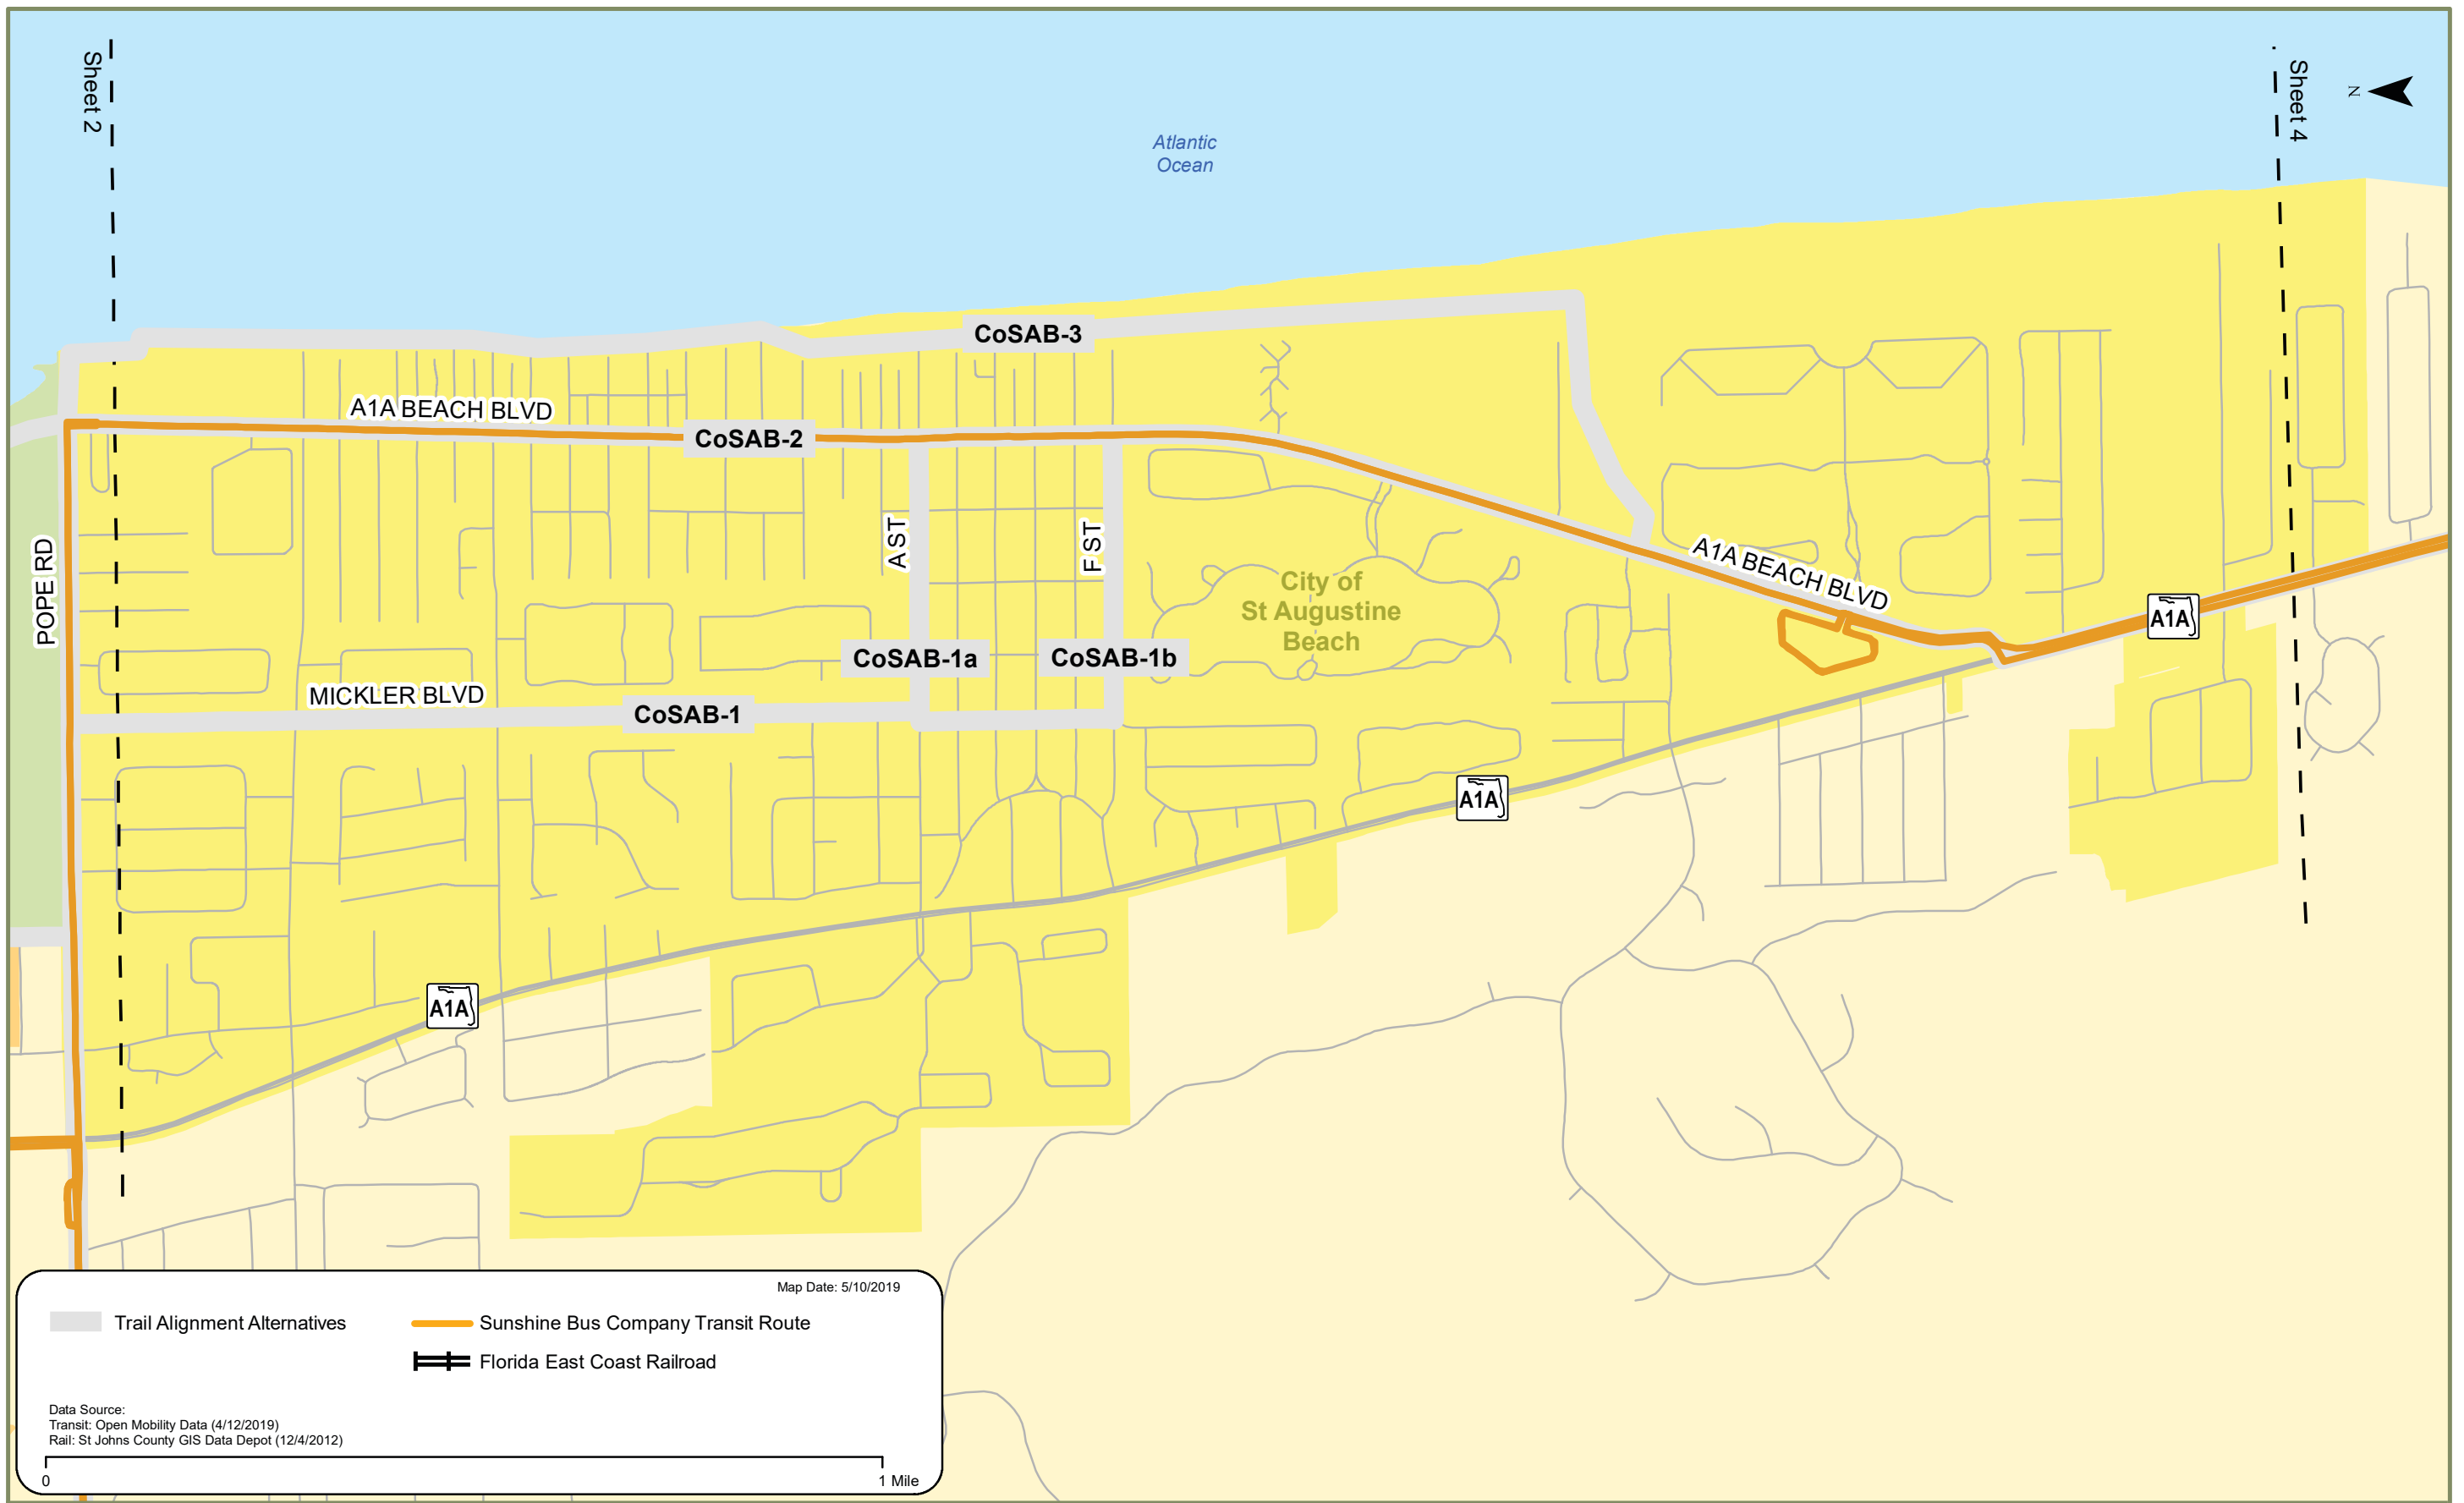 Sheet 2
Sheet 4
N
Atlantic
Ocean
CoSAB-3
A1A BEACH BLVD
CoSAB-2
A ST
F ST
POPE RD
A1A BEACH BLVD
City of
St Augustine
Beach
A1A
CoSAB-1a
CoSAB-1b
MICKLER BLVD
CoSAB-1
A1A
A1A
Map Date: 5/10/2019
Trail Alignment Alternatives
Sunshine Bus Company Transit Route
Florida East Coast Railroad
Data Source:
Transit: Open Mobility Data (4/12/2019)
Rail: St Johns County GIS Data Depot (12/4/2012)
0
1 Mile